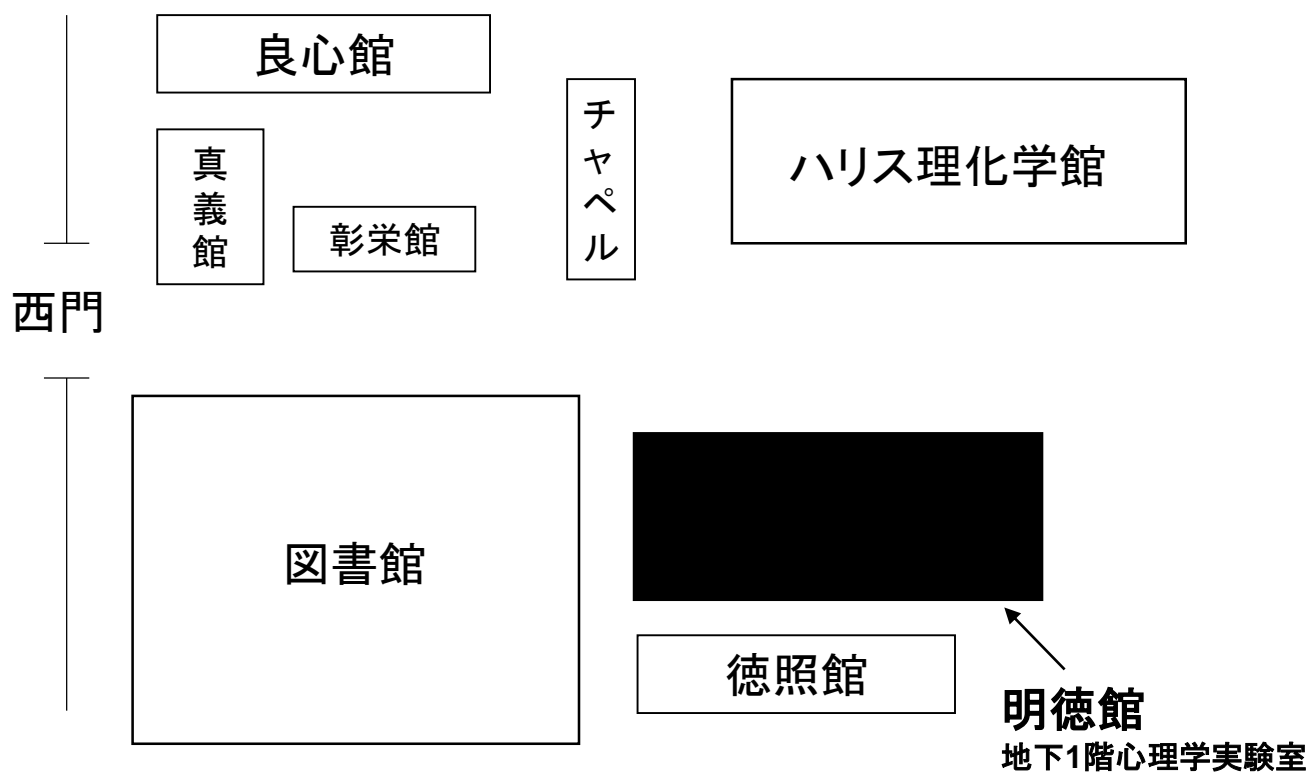 良心館
チャペル
ハリス理化学館
真義館
彰栄館
西門
図書館
徳照館
明徳館
地下1階心理学実験室